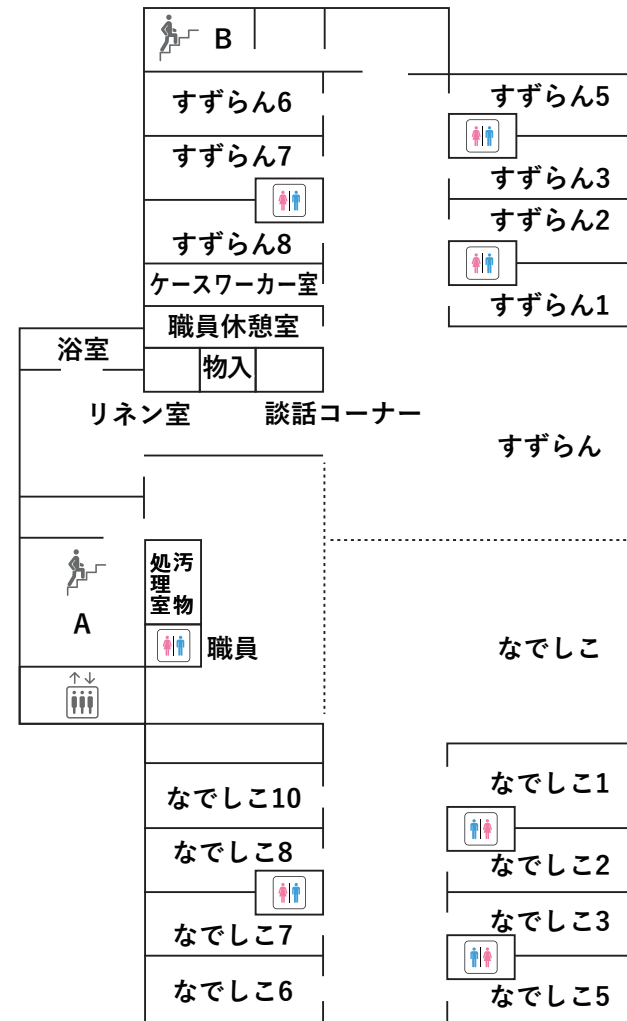 B
すずらん6
すずらん5
すずらん7
すずらん3
すずらん2
すずらん8
ケースワーカー室
すずらん1
職員休憩室
浴室
物入
リネン室
談話コーナー
すずらん
汚物
処理室
A
職員
なでしこ
なでしこ1
なでしこ10
なでしこ8
なでしこ2
なでしこ3
なでしこ7
なでしこ6
なでしこ5